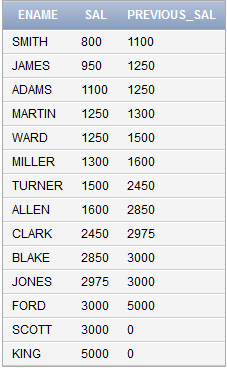 ENAME SAL PREVIOUS_SAL
SMITH 800 1100
JAMES 950 1250
ADAMS 1100 1250
MARTIN 1250 1300
WARD 1250 1500
MILLER 1300 1600
TURNER 1500 2450
ALLEN 1600 2850
CLARK 2450 2975
BLAKE 2850 3000
JONES 2975 3000
FORD 3000 5000
SCOTT 3000 0
KING 5000 0